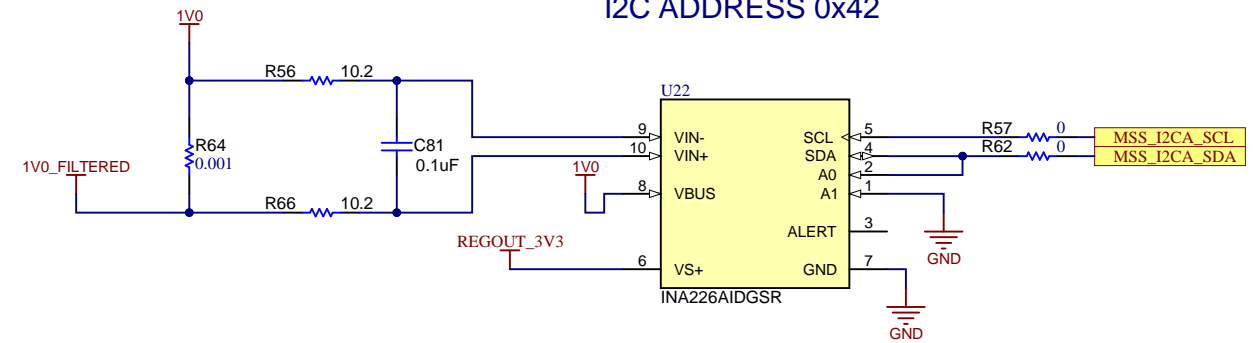 I2C ADDRESS 0x42
1V0
R56 10.2
U22
R64
0.001
C81
0.1uF
1V0_FILTERED
R66 10.2
1V0
REGOUT_3V3
9 VIN-
10 VIN+
8 VBUS
6 VS+
SCL 5
SDA 4
A0 2
A1 1
ALERT 3
GND 7
INA226AIDGSR
R57 0
R62 0
MSS_I2CA_SCL
MSS_I2CA_SDA
GND
GND